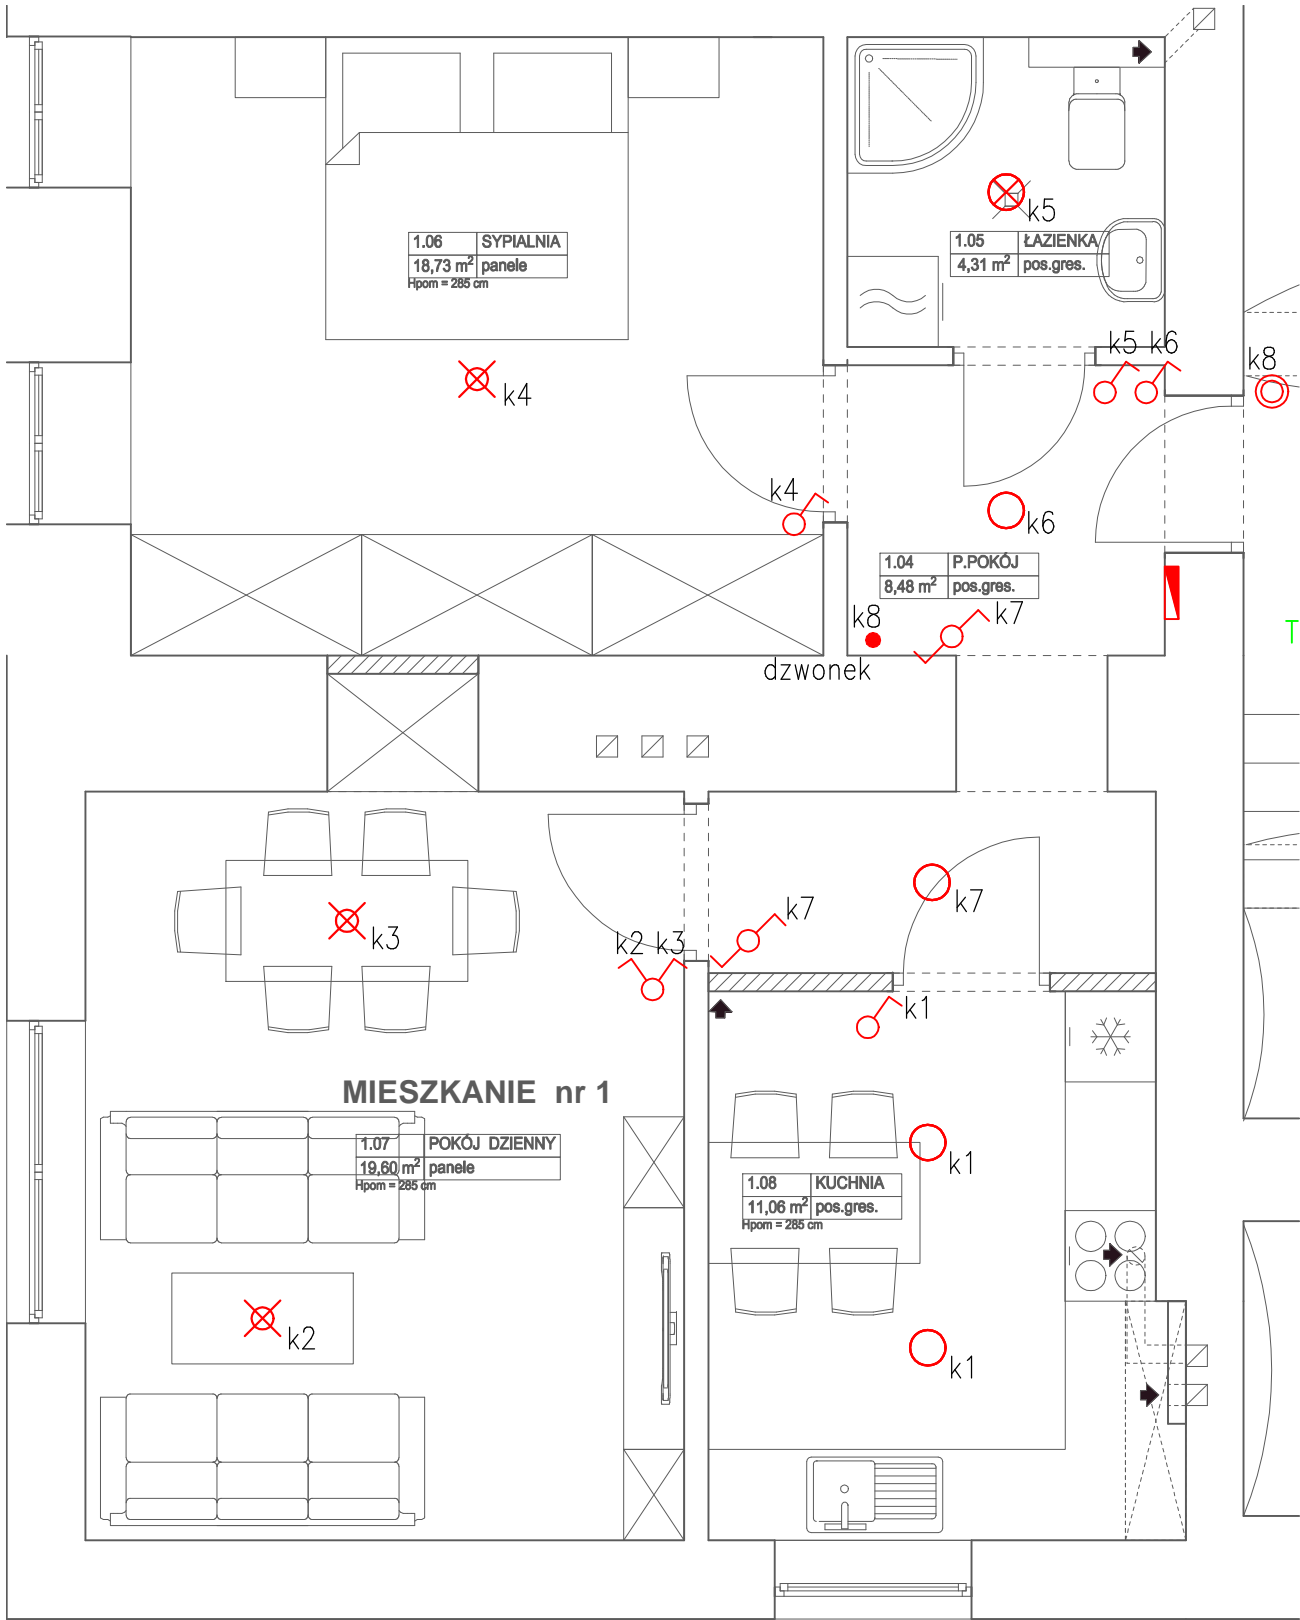 k5
1.06 SYPIALNIA
18,73 m² panele
Hpom = 285 cm
1.05 ŁAZIENKA
4,31 m² pos.gres.
k5 k6
k8
k4
k4
k6
1.04 P.POKÓJ
8,48 m² pos.gres.
k8
k7
T
dzwonek
k7
k7
k3
k2 k3
k1
MIESZKANIE nr 1
1.07 POKÓJ DZIENNY
19,60 m² panele
Hpom = 285 cm
k1
1.08 KUCHNIA
11,06 m² pos.gres.
Hpom = 285 cm
k2
k1